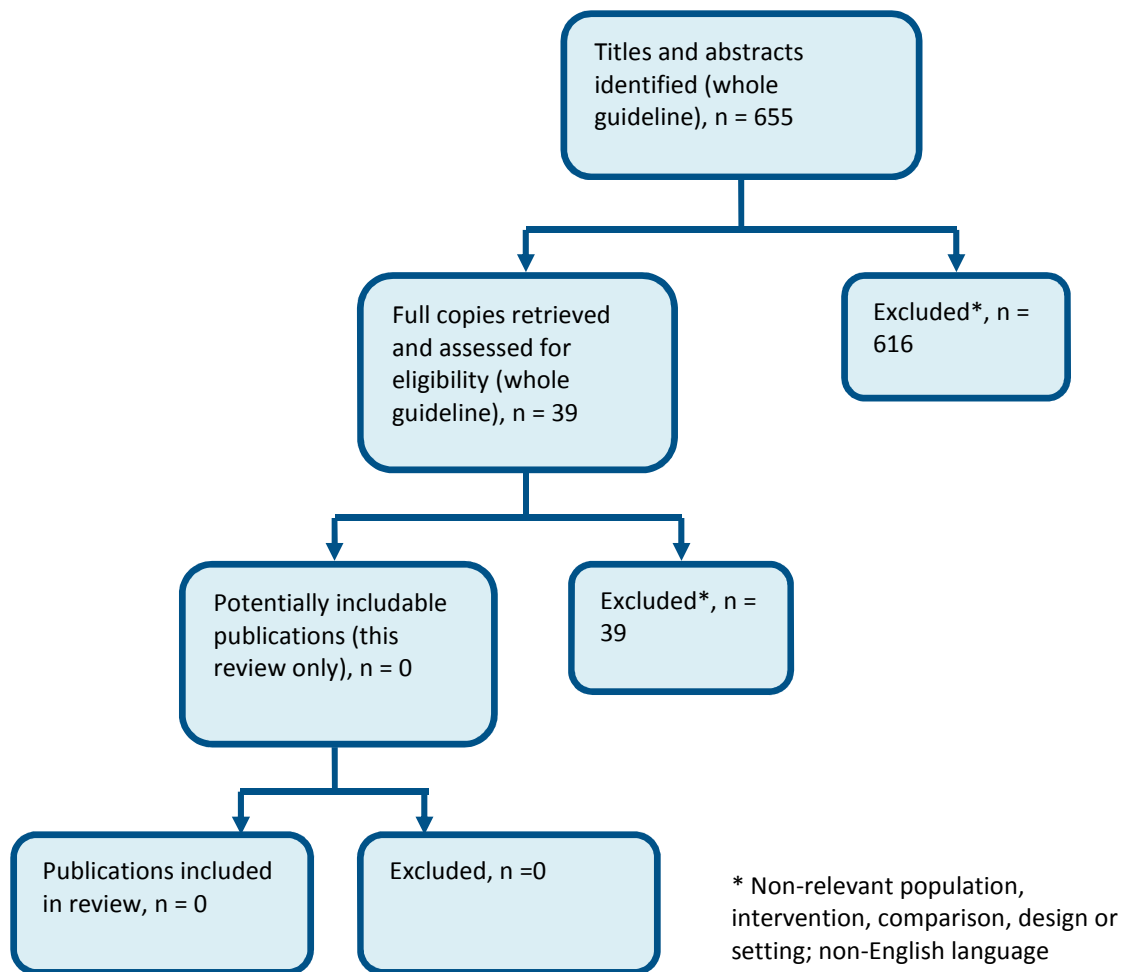 Titles and abstracts
identified (whole
guideline), n = 655
Full copies retrieved
and assessed for
eligibility (whole
guideline), n = 39
Excluded*, n =
616
Potentially includable
publications (this
review only), n = 0
Excluded*, n =
39
Publications included
in review, n = 0
Excluded, n =0
* Non-relevant population,
intervention, comparison, design or
setting; non-English language